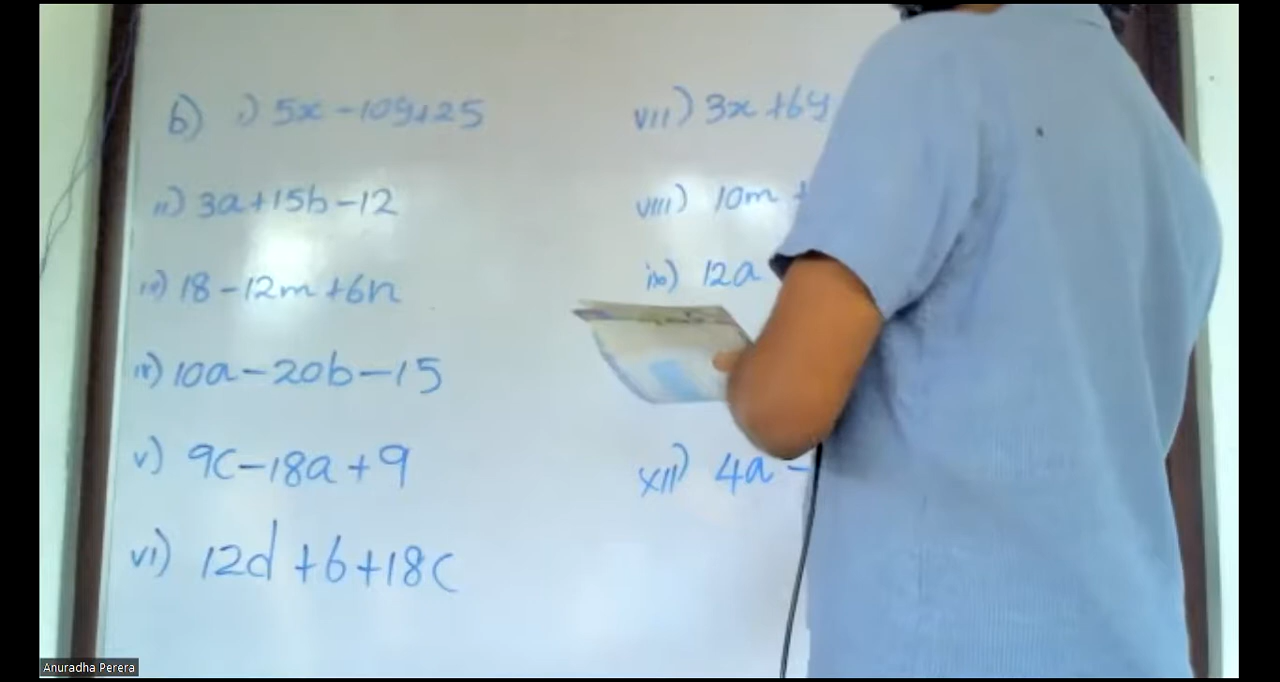 b) i) 5x - 10y + 25
ii) 3a + 15b - 12
iii) 18 - 12m + 6n
iv) 10a - 20b - 15
v) 9c - 18a + 9
vi) 12d + 6 + 18c
vii) 3x + 6y
viii) 10m +
ix) 12a
xii) 4a -
Anuradha Perera